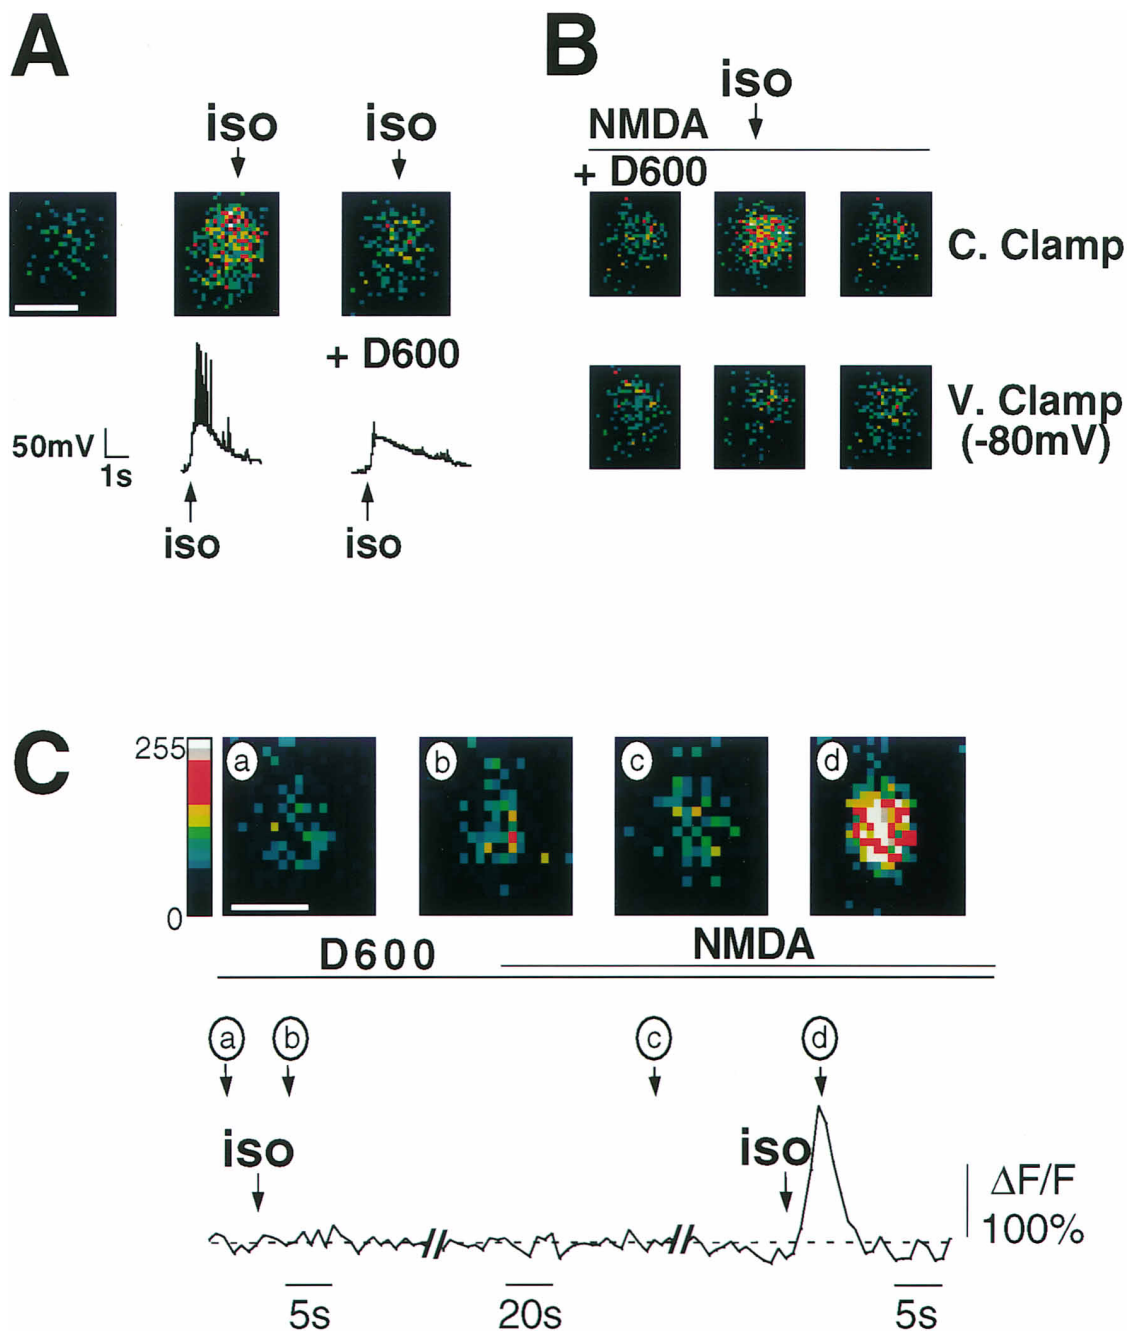 A
iso
iso
+ D600
50mV
1s
iso
iso
B
iso
NMDA
+ D600
C. Clamp
V. Clamp
(-80mV)
C
255
0
a
b
c
d
D600
NMDA
a
b
c
d
iso
iso
ΔF/F
100%
5s
20s
5s